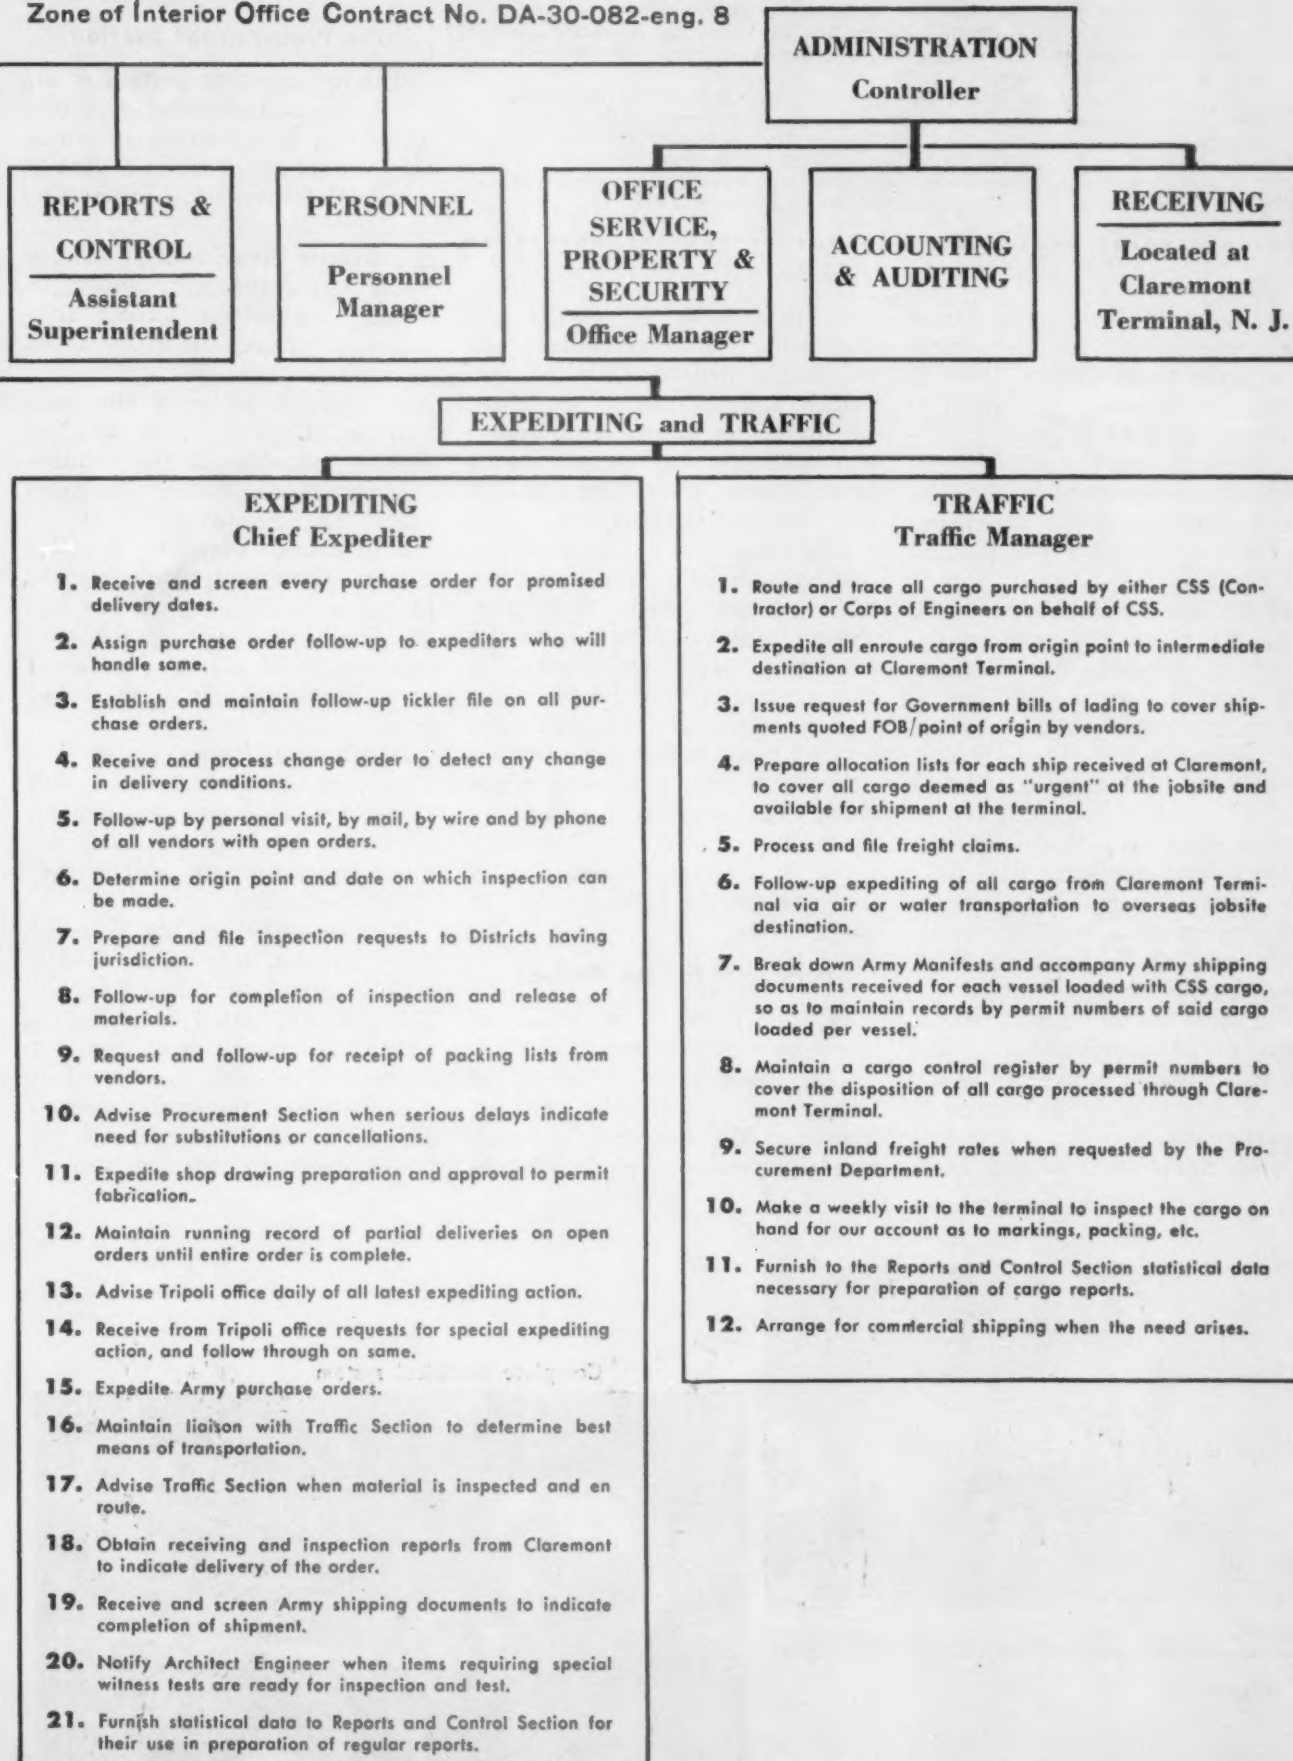 Zone of Interior Office Contract No. DA-30-082-eng. 8
ADMINISTRATION
Controller
REPORTS &
CONTROL
Assistant
Superintendent
PERSONNEL
Personnel
Manager
OFFICE
SERVICE,
PROPERTY &
SECURITY
Office Manager
ACCOUNTING
& AUDITING
RECEIVING
Located at
Claremont
Terminal, N. J.
EXPEDITING and TRAFFIC
EXPEDITING
Chief Expediter
1. Receive and screen every purchase order for promised
delivery dates.
2. Assign purchase order follow-up to expediters who will
handle same.
3. Establish and maintain follow-up tickler file on all pur-
chase orders.
4. Receive and process change order to detect any change
in delivery conditions.
5. Follow-up by personal visit, by mail, by wire and by phone
of all vendors with open orders.
6. Determine origin point and date on which inspection can
be made.
7. Prepare and file inspection requests to Districts having
jurisdiction.
8. Follow-up for completion of inspection and release of
materials.
9. Request and follow-up for receipt of packing lists from
vendors.
10. Advise Procurement Section when serious delays indicate
need for substitutions or cancellations.
11. Expedite shop drawing preparation and approval to permit
fabrication.
12. Maintain running record of partial deliveries on open
orders until entire order is complete.
13. Advise Tripoli office daily of all latest expediting action.
14. Receive from Tripoli office requests for special expediting
action, and follow through on same.
15. Expedite Army purchase orders.
16. Maintain liaison with Traffic Section to determine best
means of transportation.
17. Advise Traffic Section when material is inspected and en
route.
18. Obtain receiving and inspection reports from Claremont
to indicate delivery of the order.
19. Receive and screen Army shipping documents to indicate
completion of shipment.
20. Notify Architect Engineer when items requiring special
witness tests are ready for inspection and test.
21. Furnish statistical data to Reports and Control Section for
their use in preparation of regular reports.
TRAFFIC
Traffic Manager
1. Route and trace all cargo purchased by either CSS (Con-
tractor) or Corps of Engineers on behalf of CSS.
2. Expedite all enroute cargo from origin point to intermediate
destination at Claremont Terminal.
3. Issue request for Government bills of lading to cover ship-
ments quoted FOB/point of origin by vendors.
4. Prepare allocation lists for each ship received at Claremont,
to cover all cargo deemed as "urgent" at the jobsite and
available for shipment at the terminal.
5. Process and file freight claims.
6. Follow-up expediting of all cargo from Claremont Termi-
nal via air or water transportation to overseas jobsite
destination.
7. Break down Army Manifests and accompany Army shipping
documents received for each vessel loaded with CSS cargo,
so as to maintain records by permit numbers of said cargo
loaded per vessel.
8. Maintain a cargo control register by permit numbers to
cover the disposition of all cargo processed through Clare-
mont Terminal.
9. Secure inland freight rates when requested by the Pro-
curement Department.
10. Make a weekly visit to the terminal to inspect the cargo on
hand for our account as to markings, packing, etc.
11. Furnish to the Reports and Control Section statistical data
necessary for preparation of cargo reports.
12. Arrange for commercial shipping when the need arises.